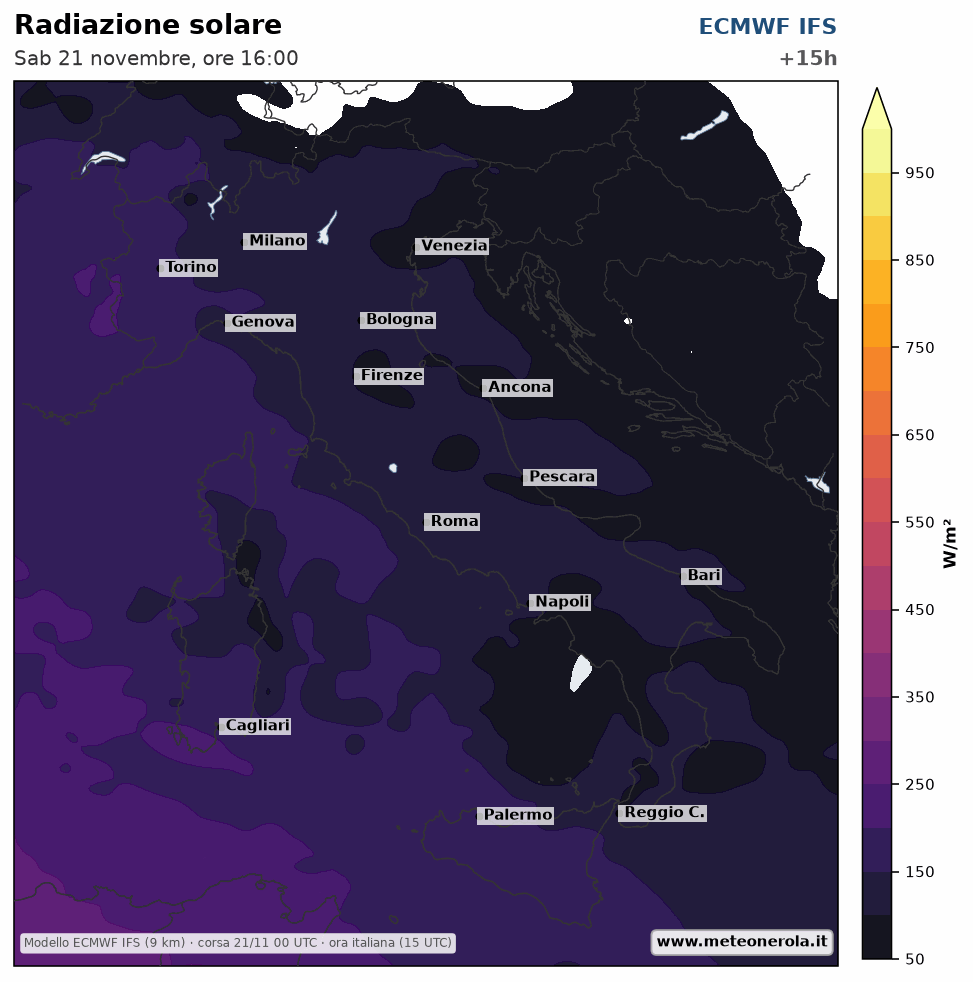 Radiazione solare
ECMWF IFS
Sab 21 novembre, ore 16:00
+15h
Milano
Venezia
Torino
Genova
Bologna
Firenze
Ancona
Pescara
Roma
Bari
Napoli
Cagliari
Palermo
Reggio C.
950
850
750
650
550
450
350
250
150
50
W/m²
Modello ECMWF IFS (9 km) · corsa 21/11 00 UTC · ora italiana (15 UTC)
www.meteonerola.it